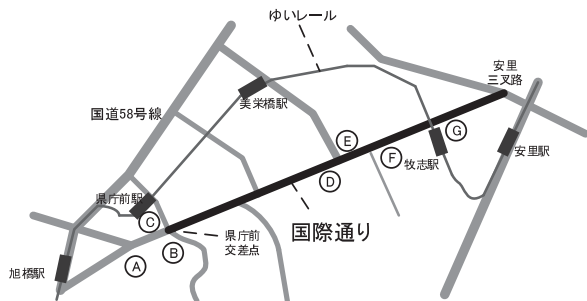 ゆいレール
安里
三叉路
美栄橋駅
国道58号線
E
G
F
牧志駅
安里駅
D
県庁前駅
C
国際通り
県庁前
交差点
B
A
旭橋駅